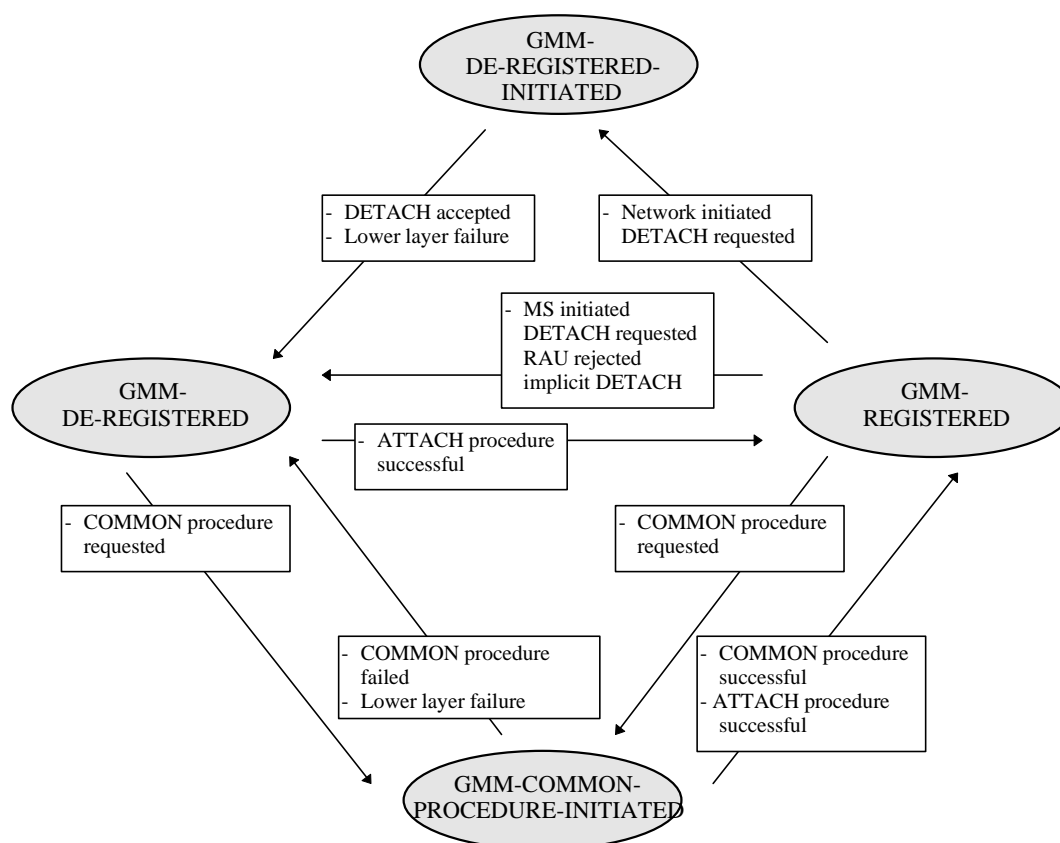 GMM-
DE-REGISTERED-
INITIATED
- DETACH accepted
- Lower layer failure
- Network initiated
DETACH requested
- MS initiated
DETACH requested
RAU rejected
implicit DETACH
GMM-
DE-REGISTERED
GMM-
REGISTERED
- ATTACH procedure
successful
- COMMON procedure
requested
- COMMON procedure
requested
- COMMON procedure
failed
- Lower layer failure
- COMMON procedure
successful
- ATTACH procedure
successful
GMM-COMMON-
PROCEDURE-INITIATED